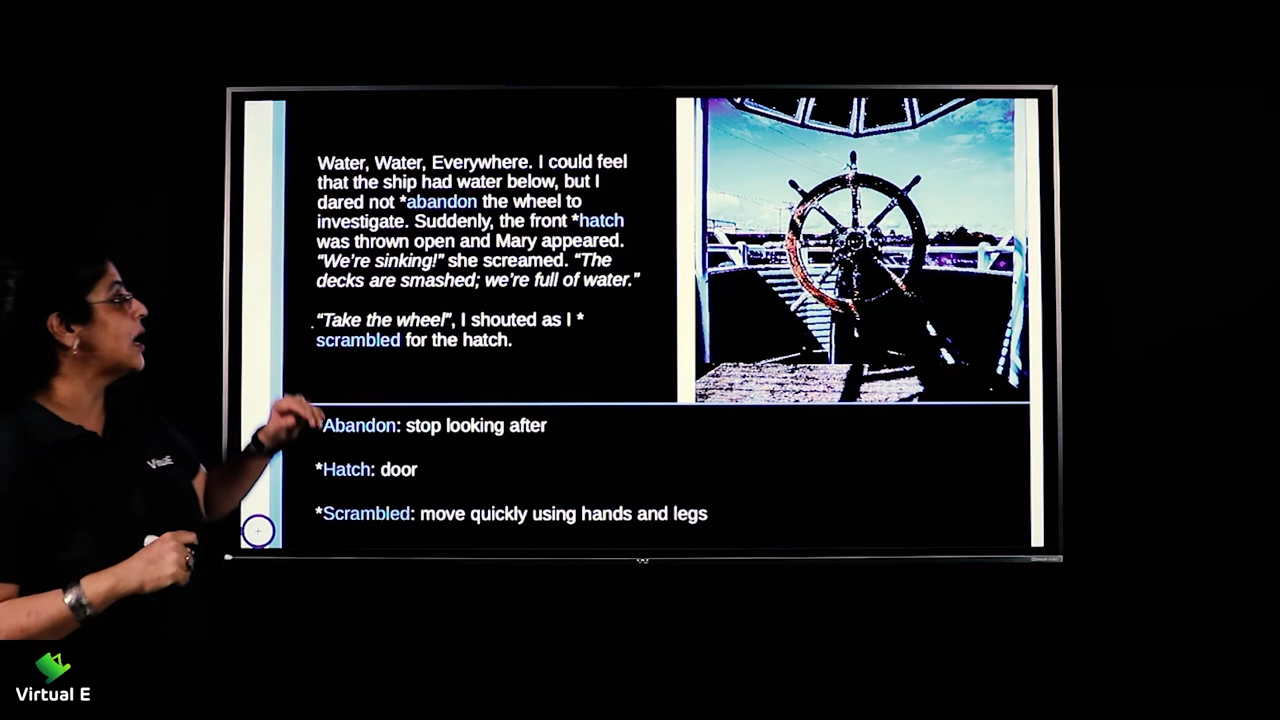 Water, Water, Everywhere. I could feel
that the ship had water below, but I
dared not *abandon the wheel to
investigate. Suddenly, the front *hatch
was thrown open and Mary appeared.
“We’re sinking!” she screamed. “The
decks are smashed; we’re full of water.”
.“Take the wheel”, I shouted as I *
scrambled for the hatch.
*Abandon: stop looking after
*Hatch: door
*Scrambled: move quickly using hands and legs
Virtual E